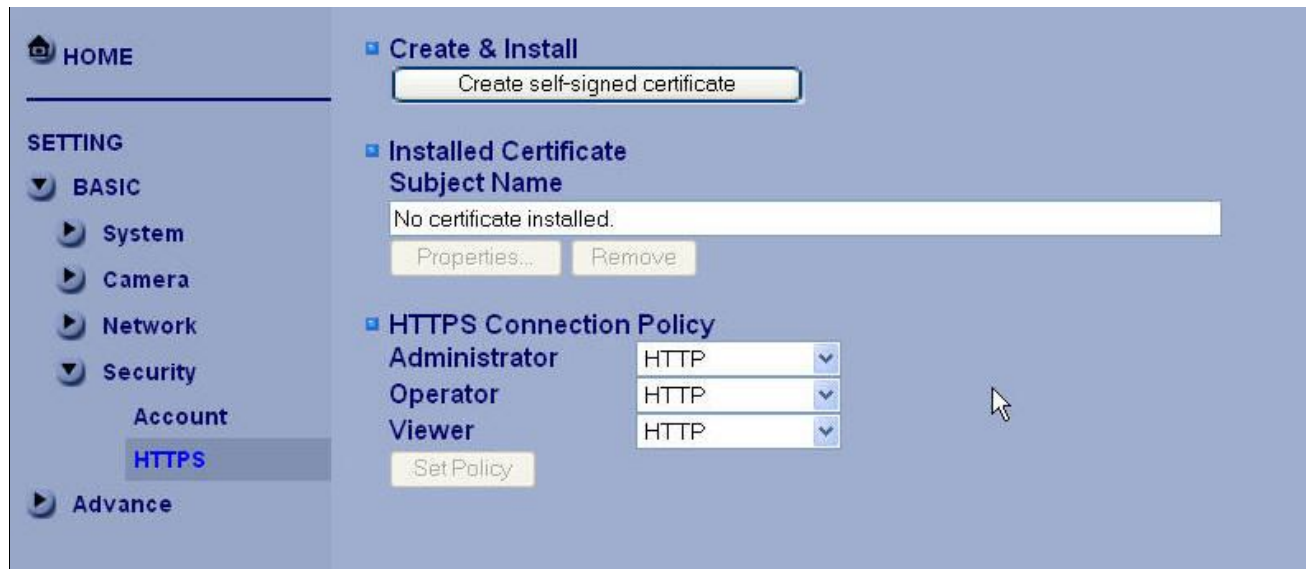 HOME
SETTING
BASIC
System
Camera
Network
Security
Account
HTTPS
Advance
Create & Install
Create self-signed certificate
Installed Certificate
Subject Name
No certificate installed.
Properties... Remove
HTTPS Connection Policy
Administrator HTTP
Operator HTTP
Viewer HTTP
Set Policy